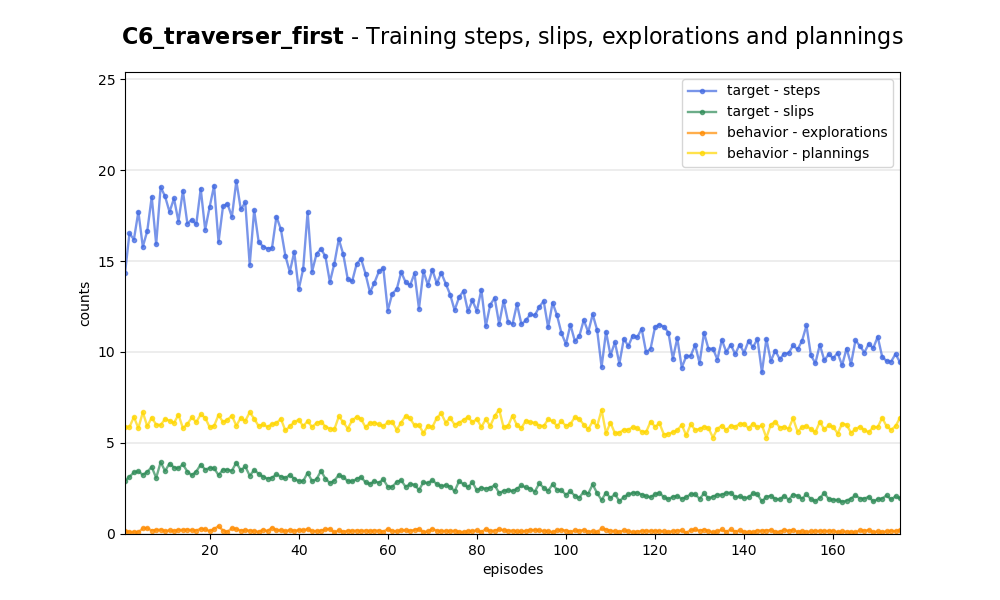 C6_traverser_first - Training steps, slips, explorations and plannings
25
20
15
10
5
0
counts
target - steps
target - slips
behavior - explorations
behavior - plannings
20 40 60 80 100 120 140 160
episodes